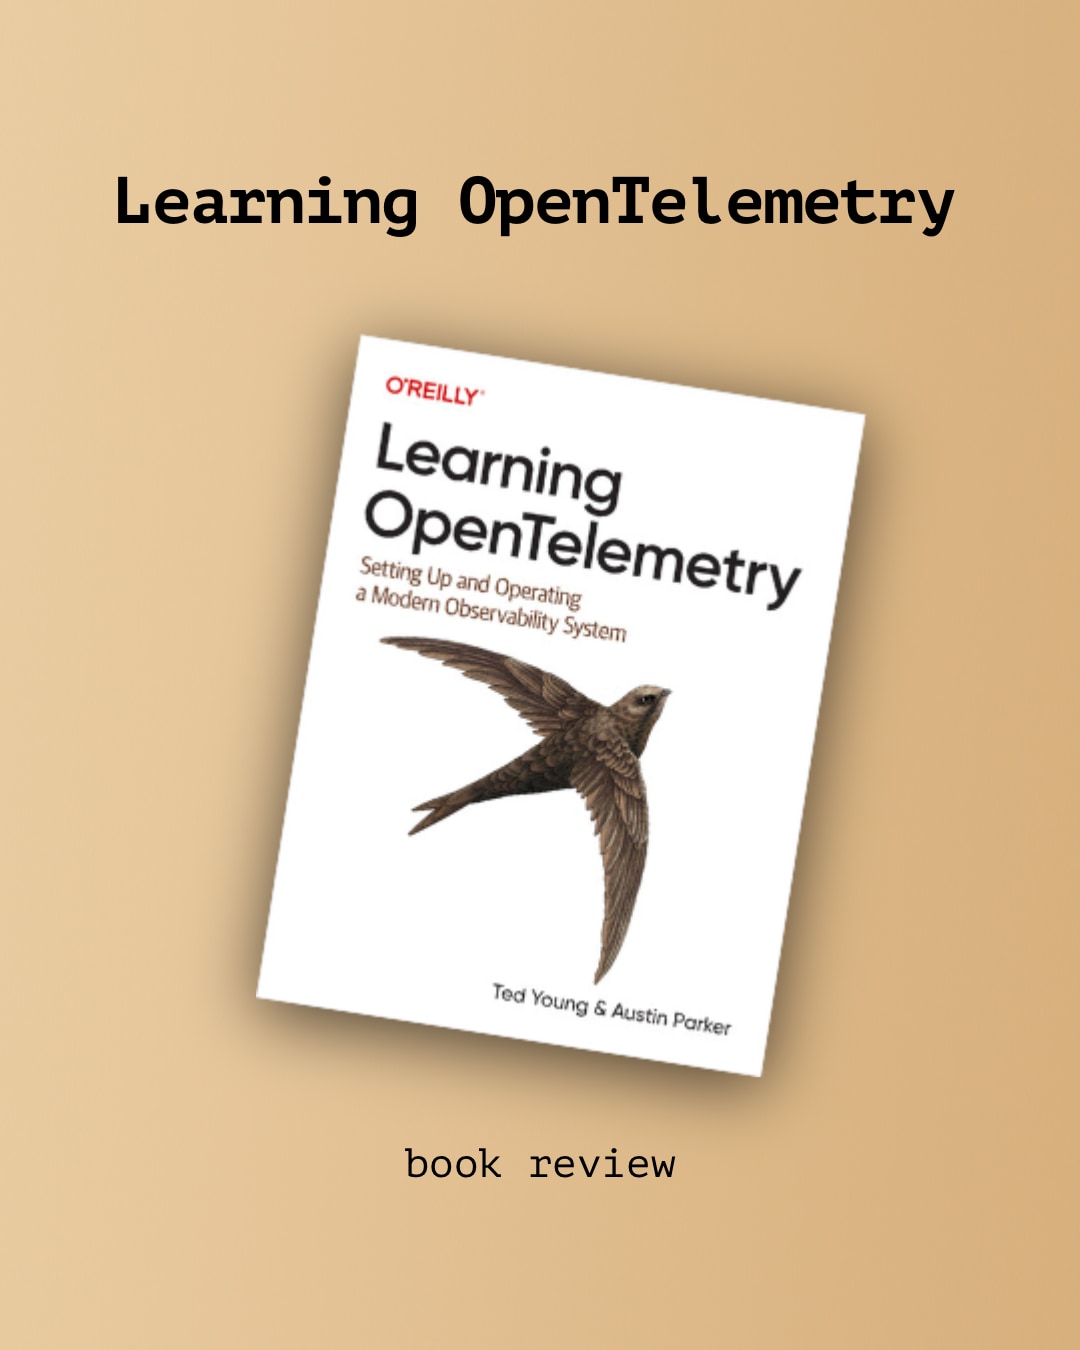 Learning OpenTelemetry
O'REILLY®
Learning
OpenTelemetry
Setting Up and Operating
a Modern Observability System
Ted Young & Austin Parker
book review